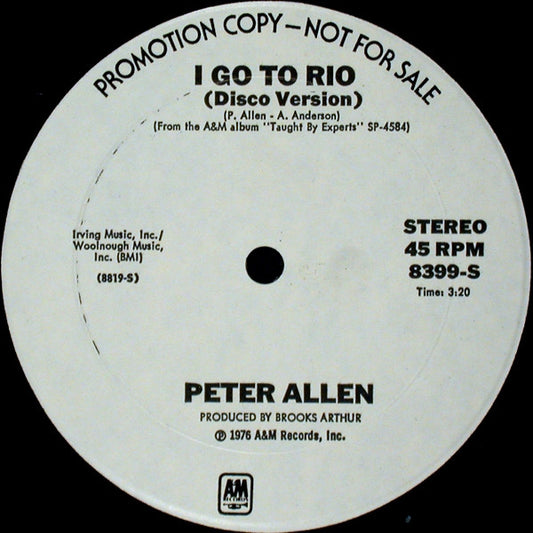 PROMOTION COPY—NOT FOR SALE
I GO TO RIO
(Disco Version)
(P. Allen - A. Anderson)
(From the A&M album "Taught By Experts" SP-4584)
Irving Music, Inc./
Woolnough Music,
Inc. (BMI)
(8819-S)
STEREO
45 RPM
8399-S
Time: 3:20
PETER ALLEN
PRODUCED BY BROOKS ARTHUR
℗ 1976 A&M Records, Inc.
A&M
RECORDS